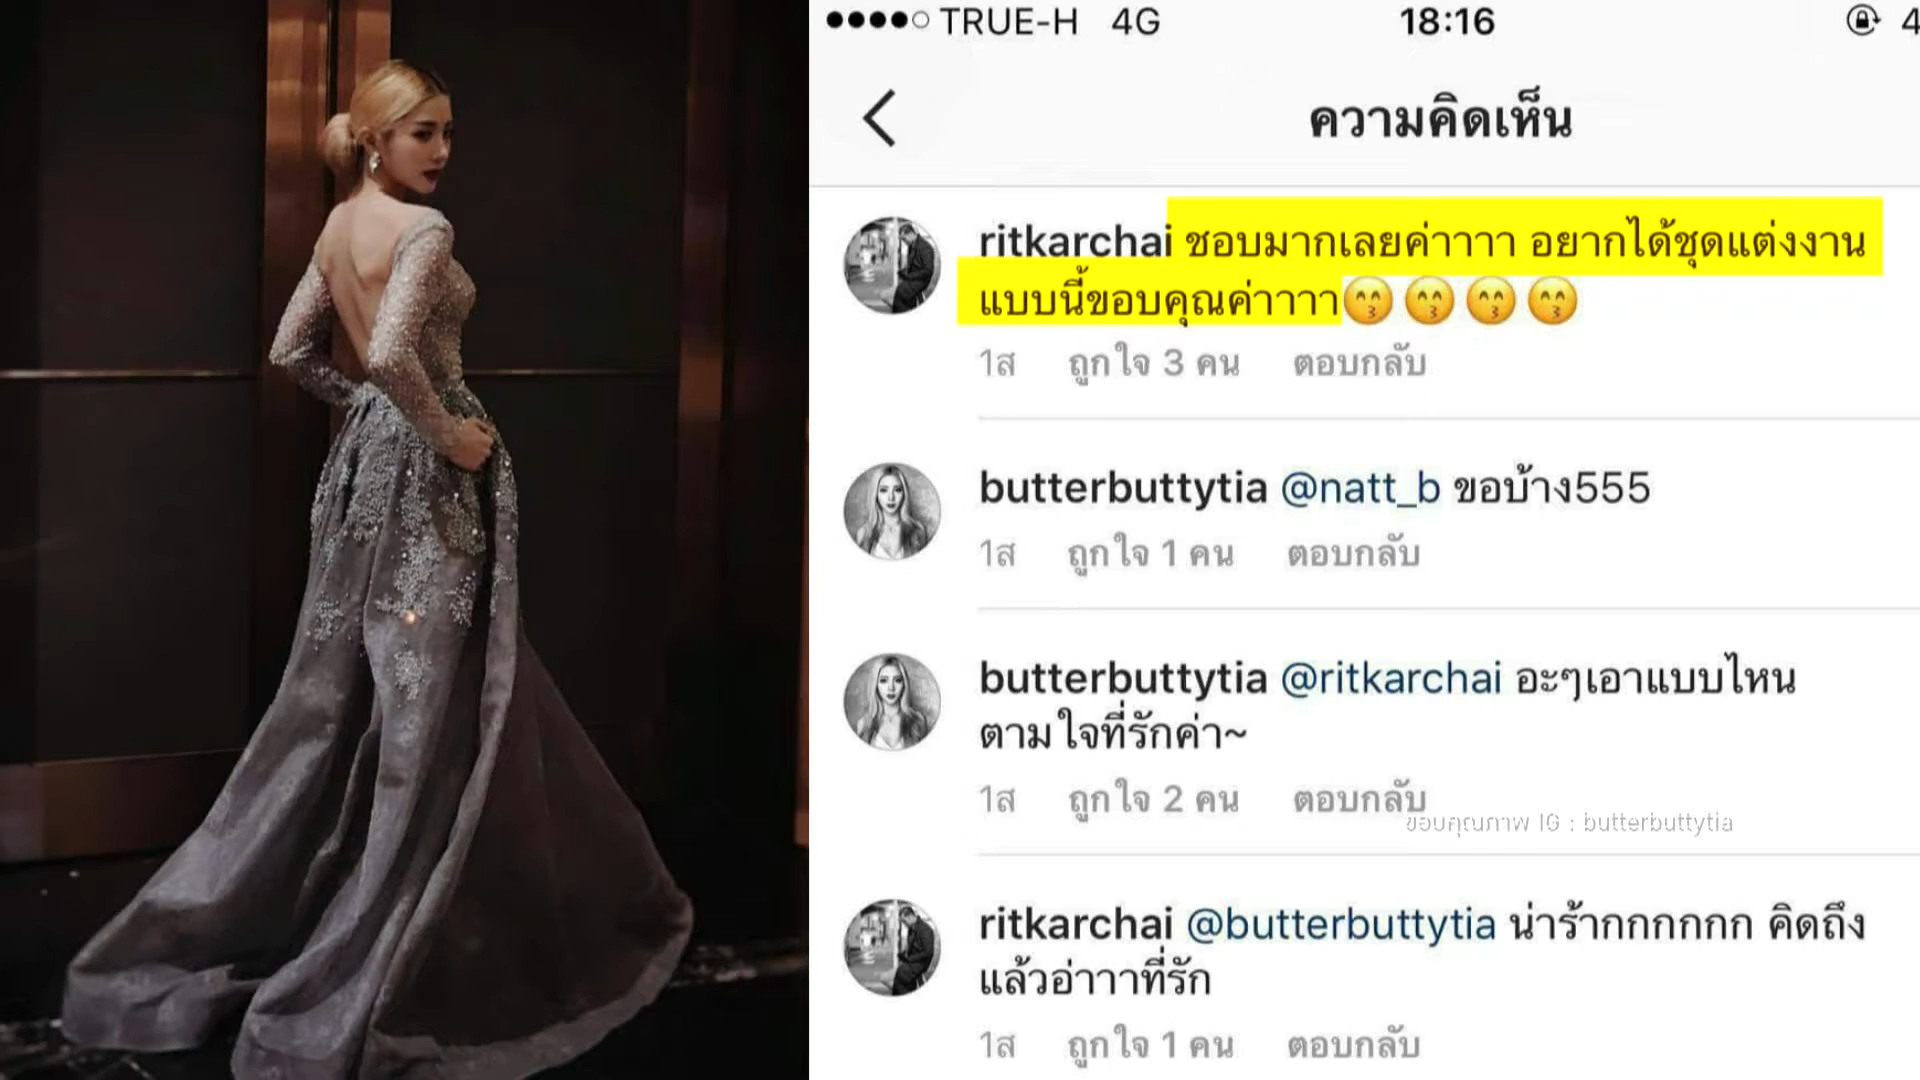 TRUE-H 4G 18:16 4
ความคิดเห็น
ritkarchai ชอบมากเลยค่าาาา อยากได้ชุดแต่งงาน
แบบนี้ขอบคุณค่าาาา😙😙😙😙
1ส ถูกใจ 3 คน ตอบกลับ
butterbuttytia @natt_b ขอบ้าง555
1ส ถูกใจ 1 คน ตอบกลับ
butterbuttytia @ritkarchai อะๆเอาแบบไหน
ตามใจที่รักค่า~
1ส ถูกใจ 2 คน ตอบกลับ
ขอบคุณภาพ IG : butterbuttytia
ritkarchai @butterbuttytia น่าร้ากกกกกก คิดถึง
แล้วอ่าาาที่รัก
1ส ถูกใจ 1 คน ตอบกลับ